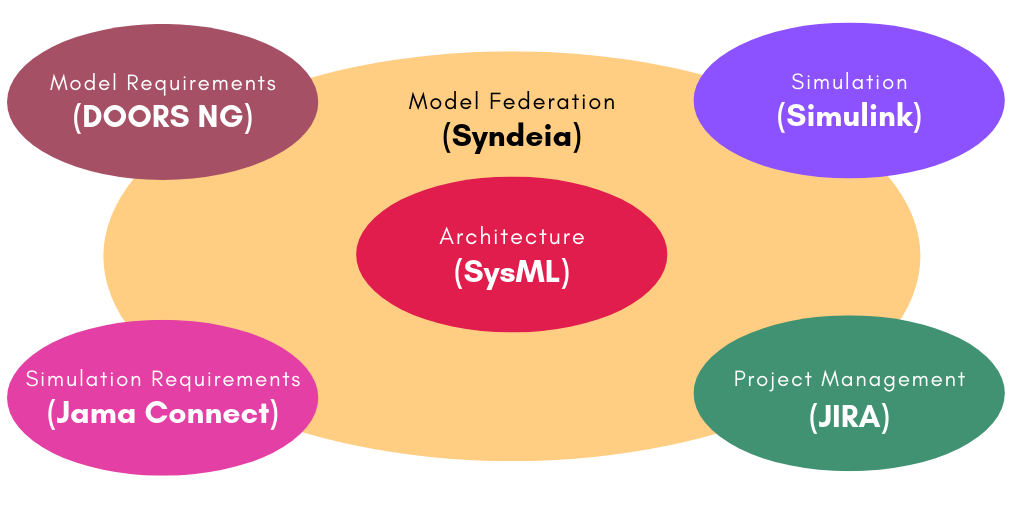 Model Requirements
(DOORS NG)
Model Federation
(Syndeia)
Simulation
(Simulink)
Architecture
(SysML)
Simulation Requirements
(Jama Connect)
Project Management
(JIRA)